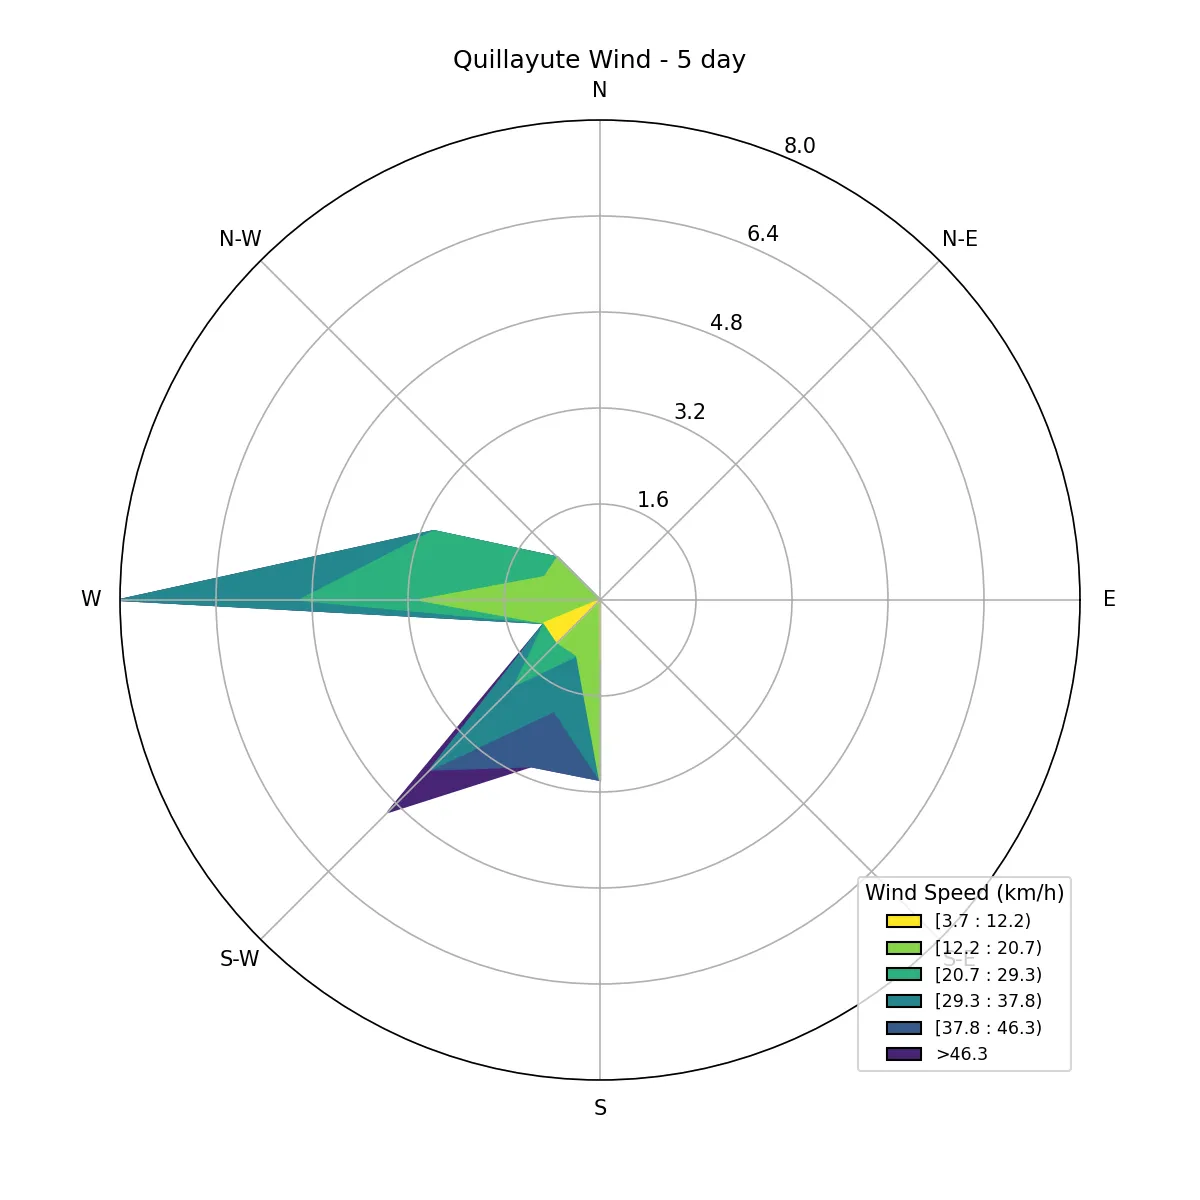 Quillayute Wind - 5 day
N
8.0
N-W
6.4
N-E
4.8
3.2
1.6
W
E
Wind Speed (km/h)
[3.7 : 12.2)
[12.2 : 20.7)
S-W
S-E
[20.7 : 29.3)
[29.3 : 37.8)
[37.8 : 46.3)
>46.3
S